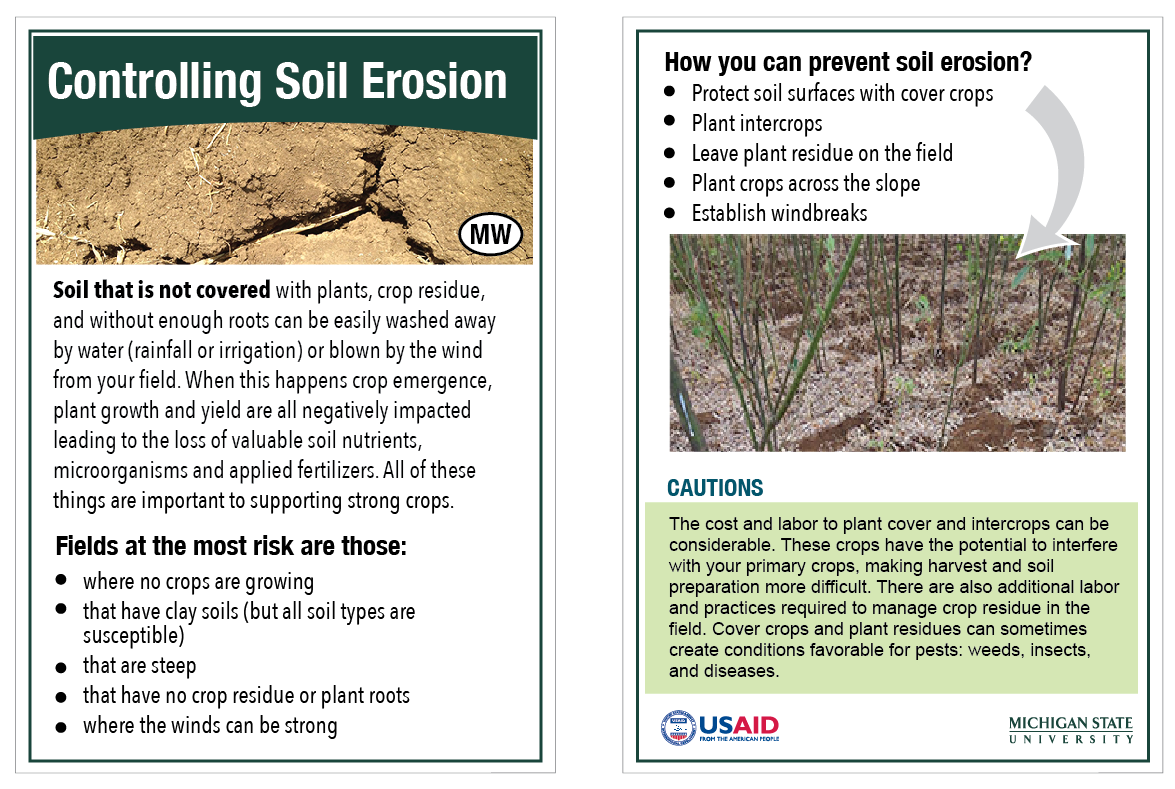 Controlling Soil Erosion
MW
Soil that is not covered with plants, crop residue,
and without enough roots can be easily washed away
by water (rainfall or irrigation) or blown by the wind
from your field. When this happens crop emergence,
plant growth and yield are all negatively impacted
leading to the loss of valuable soil nutrients,
microorganisms and applied fertilizers. All of these
things are important to supporting strong crops.
Fields at the most risk are those:
• where no crops are growing
• that have clay soils (but all soil types are
susceptible)
• that are steep
• that have no crop residue or plant roots
• where the winds can be strong
How you can prevent soil erosion?
• Protect soil surfaces with cover crops
• Plant intercrops
• Leave plant residue on the field
• Plant crops across the slope
• Establish windbreaks
CAUTIONS
The cost and labor to plant cover and intercrops can be
considerable. These crops have the potential to interfere
with your primary crops, making harvest and soil
preparation more difficult. There are also additional labor
and practices required to manage crop residue in the
field. Cover crops and plant residues can sometimes
create conditions favorable for pests: weeds, insects,
and diseases.
USAID
FROM THE AMERICAN PEOPLE
MICHIGAN STATE
UNIVERSITY